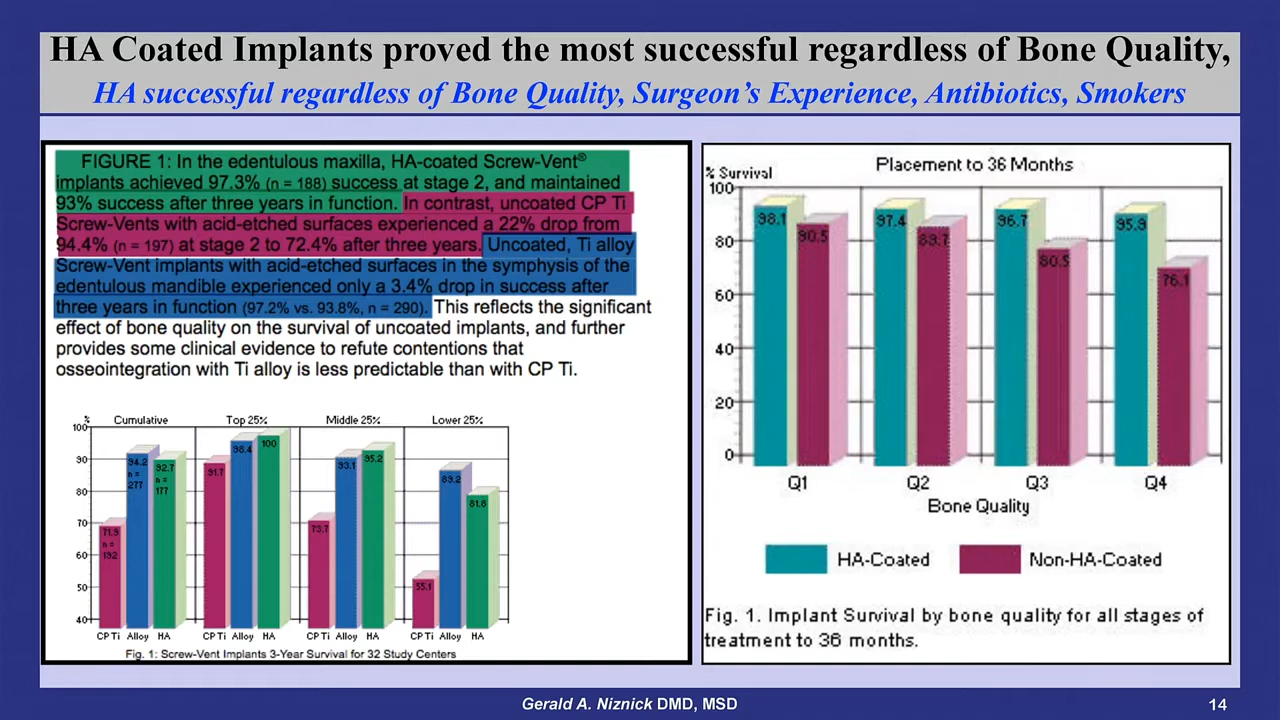 HA Coated Implants proved the most successful regardless of Bone Quality,
HA successful regardless of Bone Quality, Surgeon's Experience, Antibiotics, Smokers
FIGURE 1: In the edentulous maxilla, HA-coated Screw-Vent®
implants achieved 97.3% (n = 188) success at stage 2, and maintained
93% success after three years in function. In contrast, uncoated CP Ti
Screw-Vents with acid-etched surfaces experienced a 22% drop from
94.4% (n = 197) at stage 2 to 72.4% after three years. Uncoated, Ti alloy
Screw-Vent implants with acid-etched surfaces in the symphysis of the
edentulous mandible experienced only a 3.4% drop in success after
three years in function (97.2% vs. 93.8%, n = 290). This reflects the significant
effect of bone quality on the survival of uncoated implants, and further
provides some clinical evidence to refute contentions that
osseointegration with Ti alloy is less predictable than with CP Ti.
% Cumulative Top 25% Middle 25% Lower 25%
100
90
80
70
60
50
40
71.9
n =
192
94.2
n =
277
92.7
n =
177
91.7
98.4
100
73.7
93.1
95.2
55.1
89.2
81.8
CP Ti Alloy HA CP Ti Alloy HA CP Ti Alloy HA CP Ti Alloy HA
Fig. 1: Screw-Vent Implants 3-Year Survival for 32 Study Centers
Placement to 36 Months
% Survival
100
80
60
40
20
0
98.1
90.5
97.4
89.7
96.7
80.5
95.9
76.1
Q1 Q2 Q3 Q4
Bone Quality
HA-Coated Non-HA-Coated
Fig. 1. Implant Survival by bone quality for all stages of
treatment to 36 months.
Gerald A. Niznick DMD, MSD
14